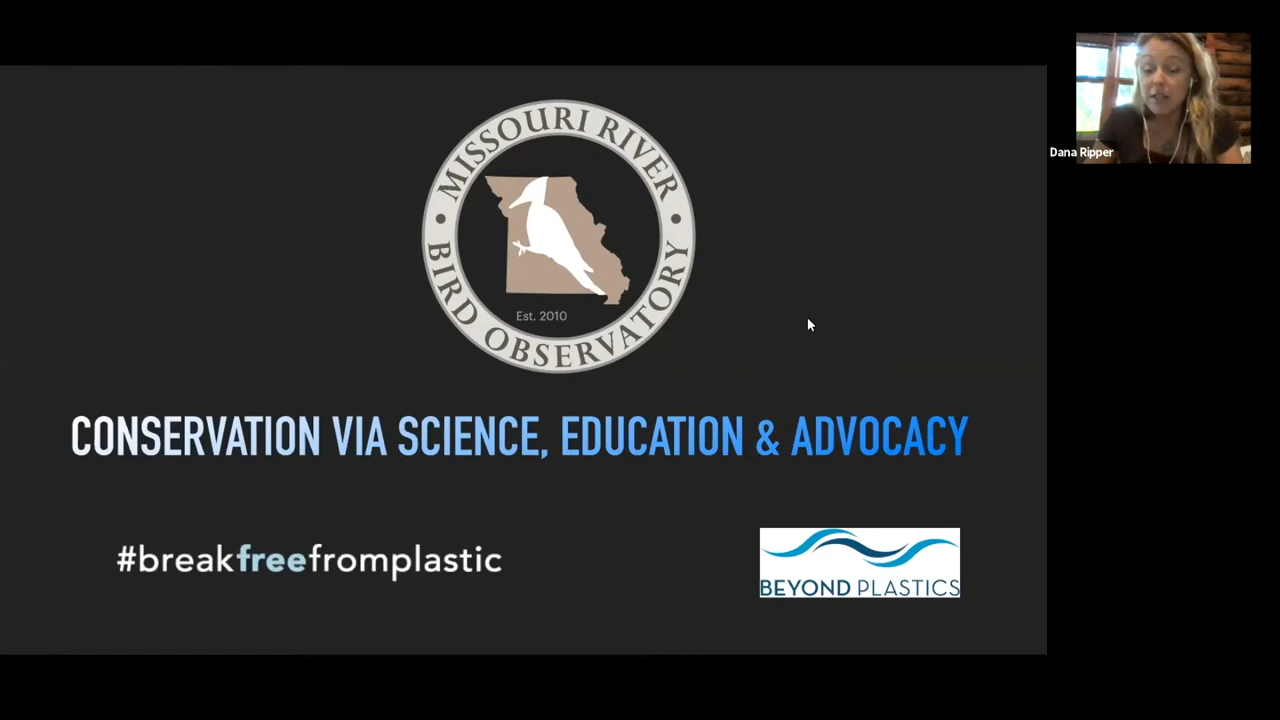 MISSOURI RIVER
BIRD OBSERVATORY
Est. 2010
Dana Ripper
CONSERVATION VIA SCIENCE, EDUCATION & ADVOCACY
#breakfreefromplastic
BEYOND PLASTICS